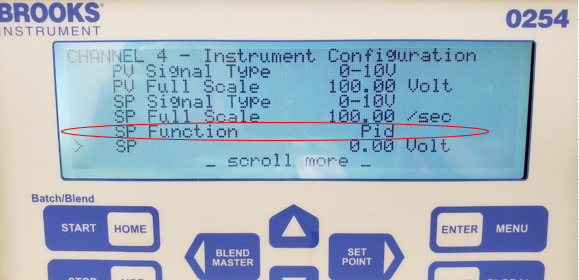 BROOKS
INSTRUMENT
0254
CHANNEL 4 - Instrument Configuration
PV Signal Type 0-10V
PV Full Scale 100.00 Volt
SP Signal Type 0-10V
SP Full Scale 100.00 /sec
SP Function Pid
> SP 0.00 Volt
_ scroll more _
Batch/Blend
START HOME
BLEND MASTER
SET POINT
ENTER MENU